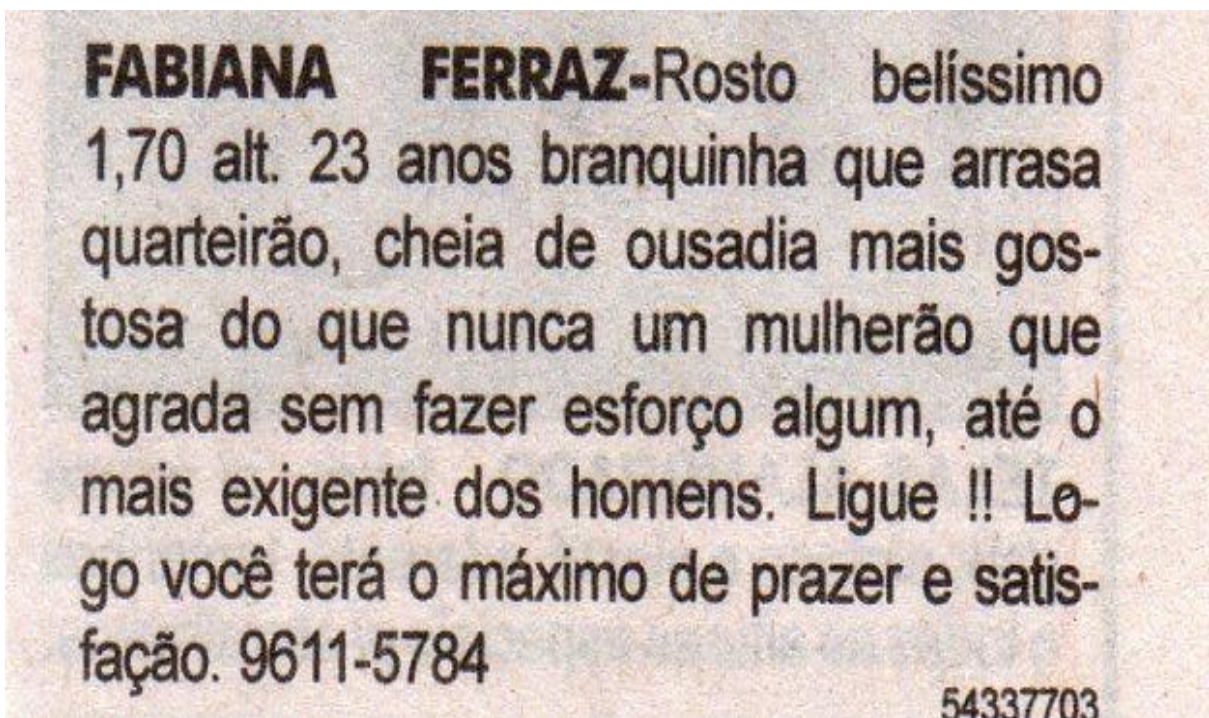 FABIANA FERRAZ-Rosto belíssimo
1,70 alt. 23 anos branquinha que arrasa
quarteirão, cheia de ousadia mais gos-
tosa do que nunca um mulherão que
agrada sem fazer esforço algum, até o
mais exigente dos homens. Ligue !! Lo-
go você terá o máximo de prazer e satis-
fação. 9611-5784
54337703